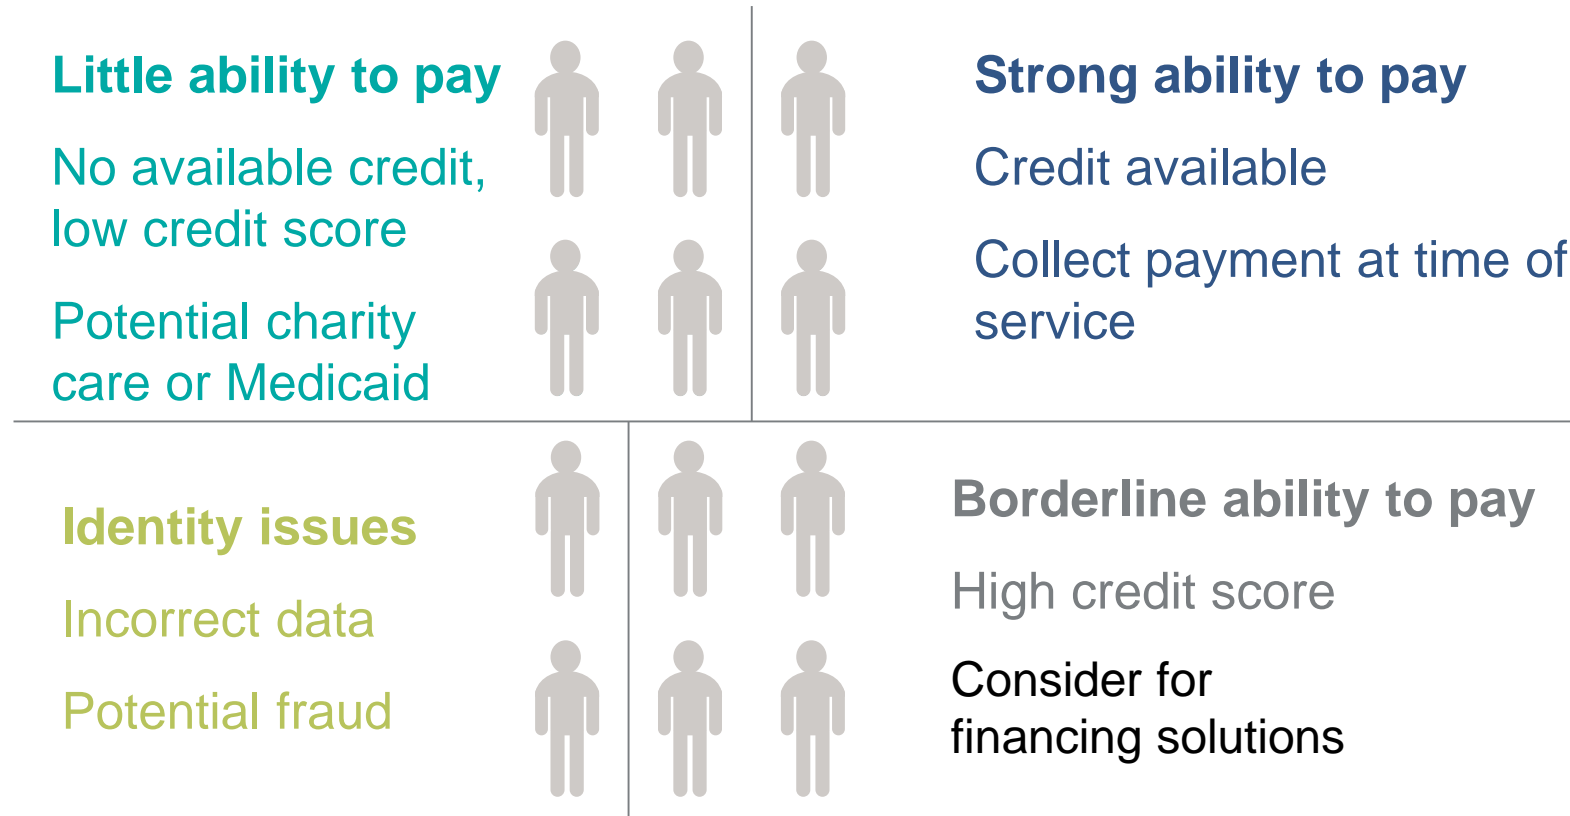 Little ability to pay
No available credit,
low credit score
Potential charity
care or Medicaid
Strong ability to pay
Credit available
Collect payment at time of
service
Identity issues
Incorrect data
Potential fraud
Borderline ability to pay
High credit score
Consider for
financing solutions